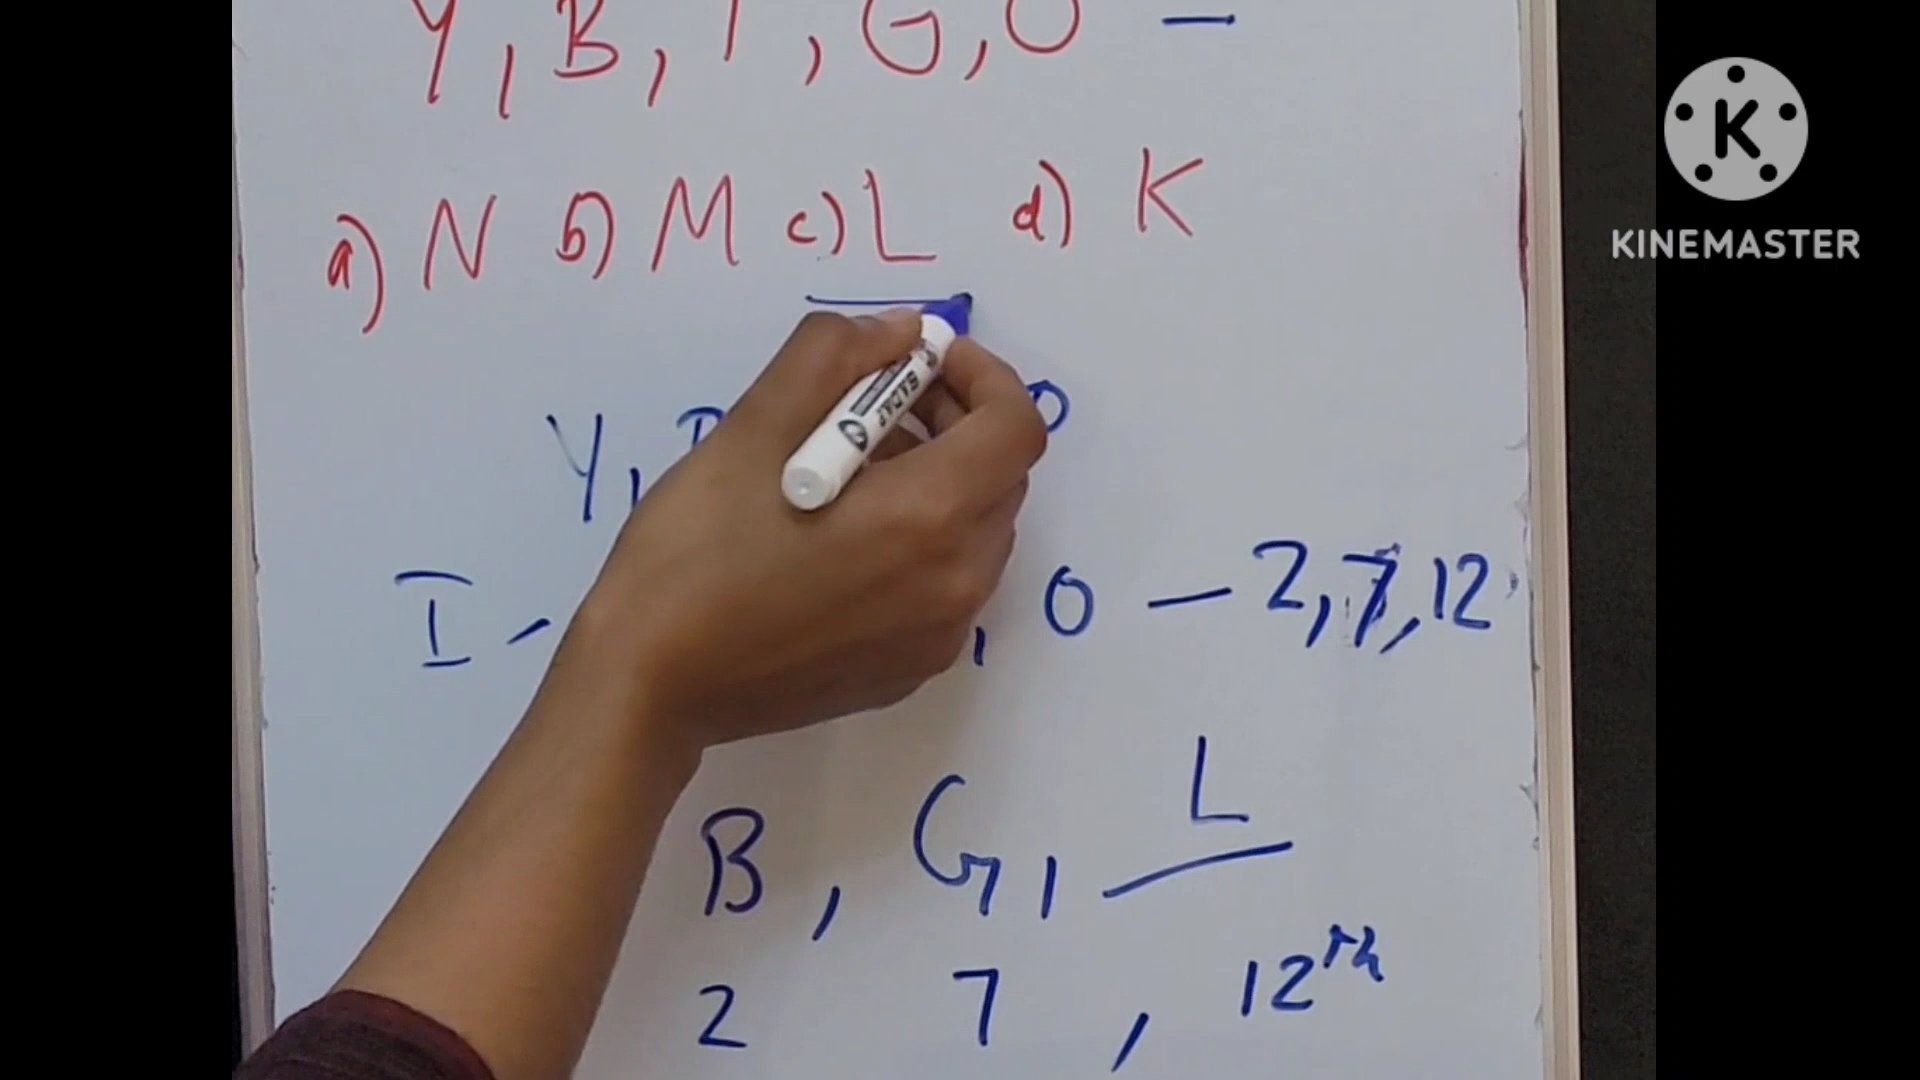 Y, B, T, G, O —
a) N b) M c) L d) K
Y,
I - , O — 2, 7, 12
B, G, L
2 7, 12th
K
KINEMASTER